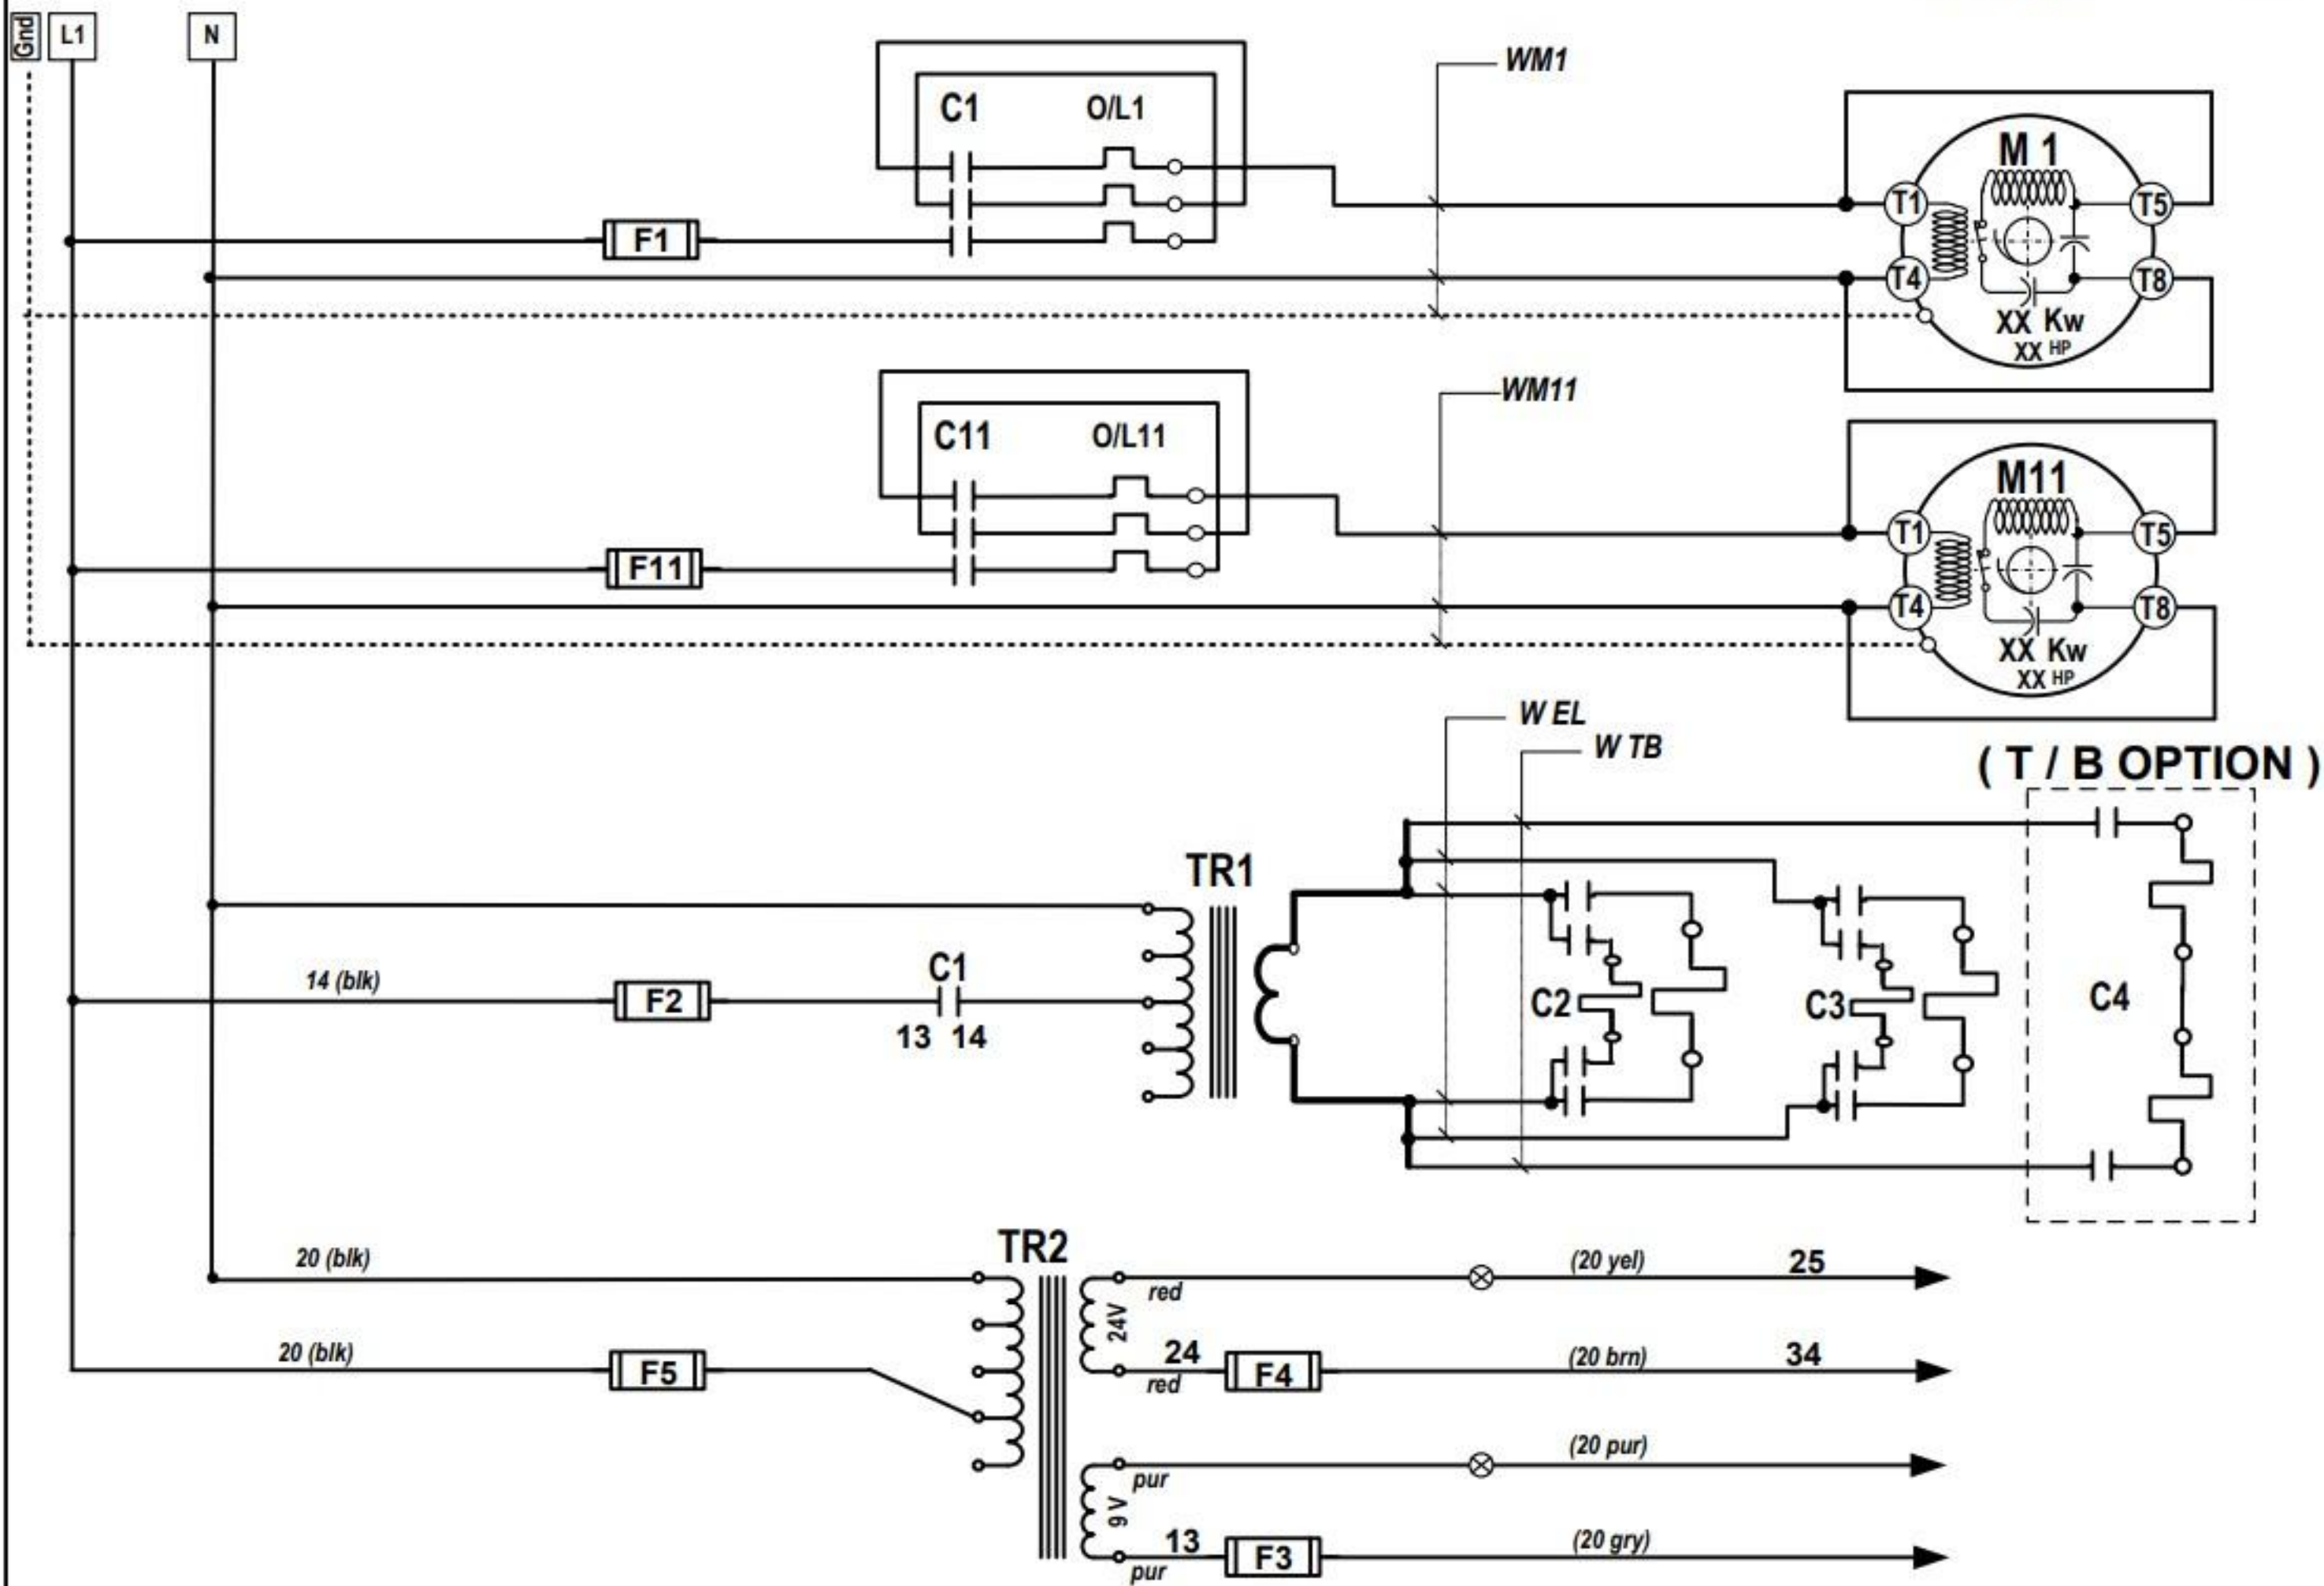 Gnd
L1
N
WM1
C1
O/L1
M 1
T1
T5
F1
T4
T8
XX Kw
XX HP
WM11
C11
O/L11
M11
T1
T5
F11
T4
T8
XX Kw
XX HP
W EL
W TB
( T / B OPTION )
TR1
14 (blk)
F2
C1
13 14
C2
C3
C4
TR2
20 (blk)
red
24V
(20 yel)
25
20 (blk)
F5
24
red
F4
(20 brn)
34
pur
9 V
(20 pur)
13
pur
F3
(20 gry)